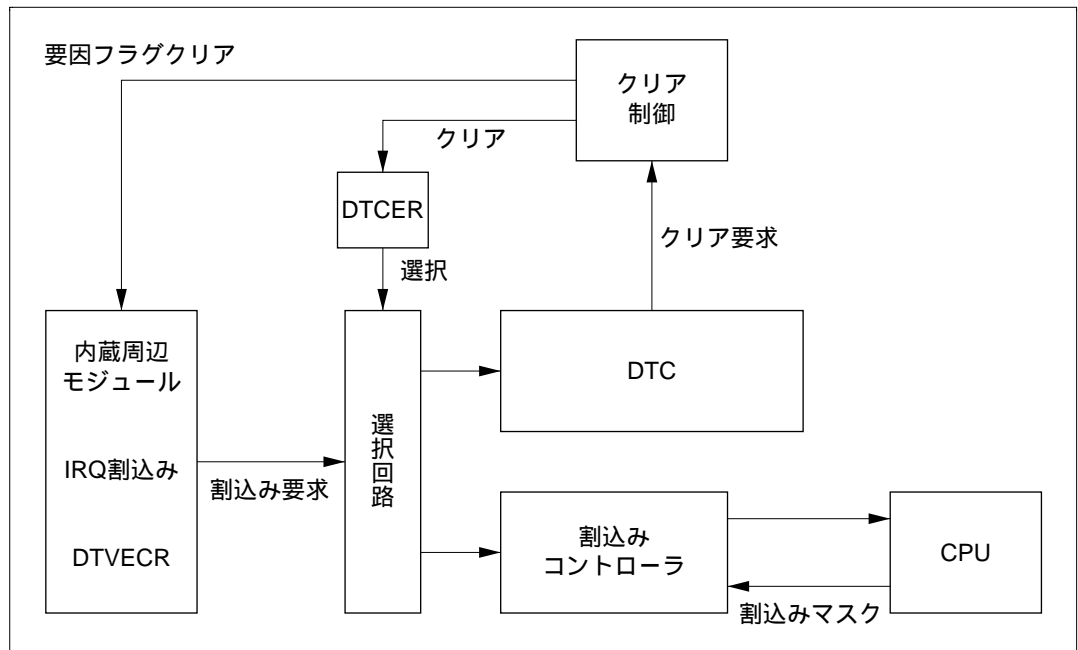 要因フラグクリア
クリア
制御
クリア
DTCER
クリア要求
選択
内蔵周辺
モジュール
DTC
選択回路
IRQ割込み
割込み要求
DTVECR
割込み
コントローラ
CPU
割込みマスク